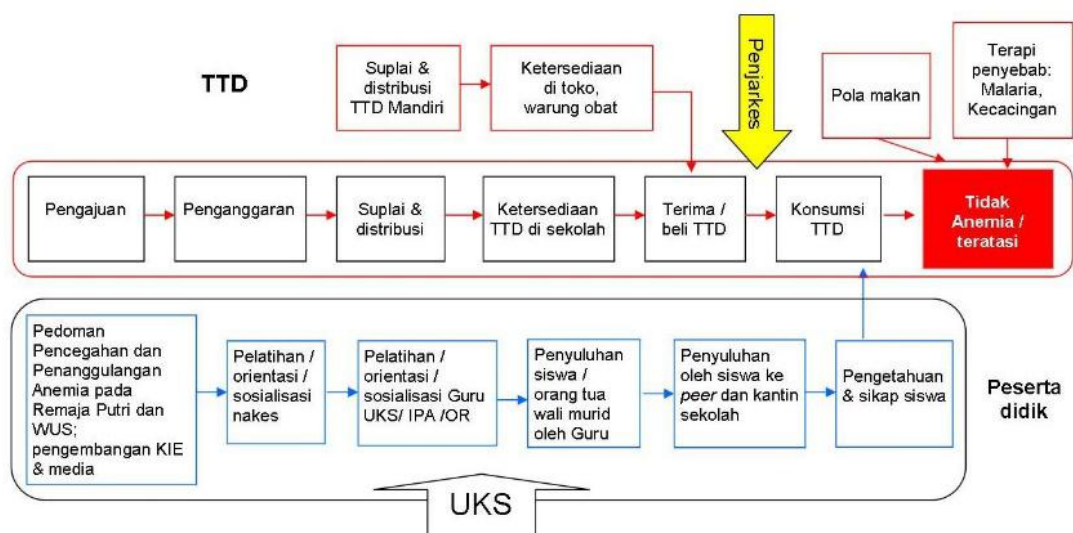 TTD
Suplai &
distribusi
TTD Mandiri
Ketersediaan
di toko,
warung obat
Penjarkes
Pola makan
Terapi
penyebab:
Malaria,
Kecacingan
Pengajuan
Penganggaran
Suplai &
distribusi
Ketersediaan
TTD di sekolah
Terima /
beli TTD
Konsumsi
TTD
Tidak
Anemia /
teratasi
Pedoman
Pencegahan dan
Penanggulangan
Anemia pada
Remaja Putri dan
WUS;
pengembangan KIE
& media
Pelatihan /
orientasi /
sosialisasi
nakes
Pelatihan /
orientasi /
sosialisasi Guru
UKS/ IPA /OR
Penyuluhan
siswa /
orang tua
wali murid
oleh Guru
Penyuluhan
oleh siswa ke
peer dan kantin
sekolah
Pengetahuan
& sikap siswa
Peserta
didik
UKS